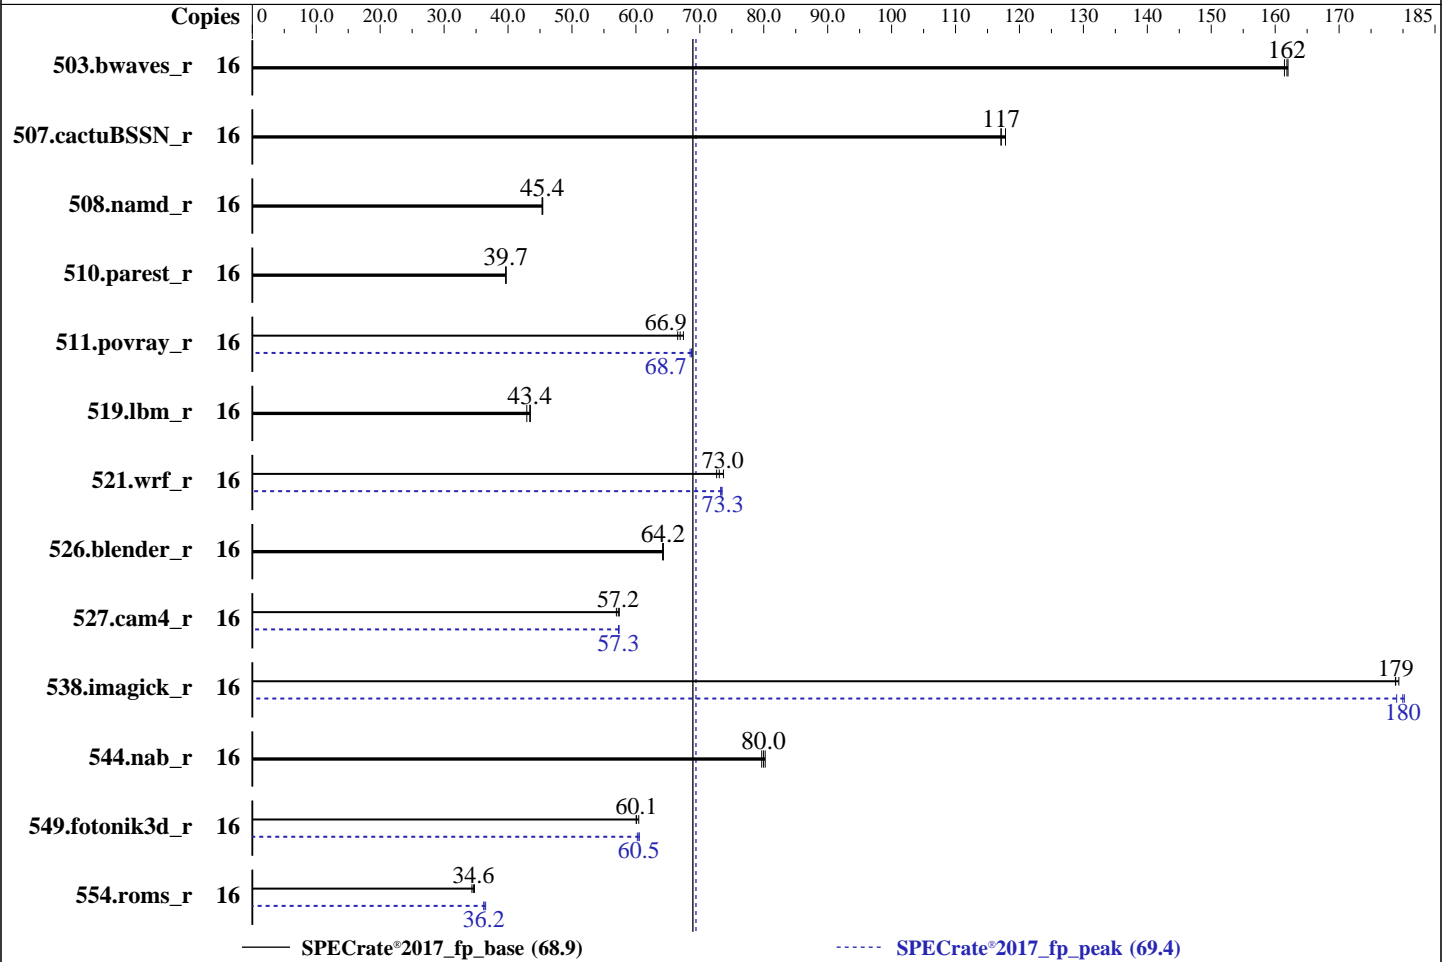 Copies 0 10.0 20.0 30.0 40.0 50.0 60.0 70.0 80.0 90.0 100 110 120 130 140 150 160 170 185
503.bwaves_r 16 162
507.cactuBSSN_r 16 117
508.namd_r 16 45.4
510.parest_r 16 39.7
511.povray_r 16 66.9
68.7
519.lbm_r 16 43.4
521.wrf_r 16 73.0
73.3
526.blender_r 16 64.2
527.cam4_r 16 57.2
57.3
538.imagick_r 16 179
180
544.nab_r 16 80.0
549.fotonik3d_r 16 60.1
60.5
554.roms_r 16 34.6
36.2
SPECrate®2017_fp_base (68.9) SPECrate®2017_fp_peak (69.4)